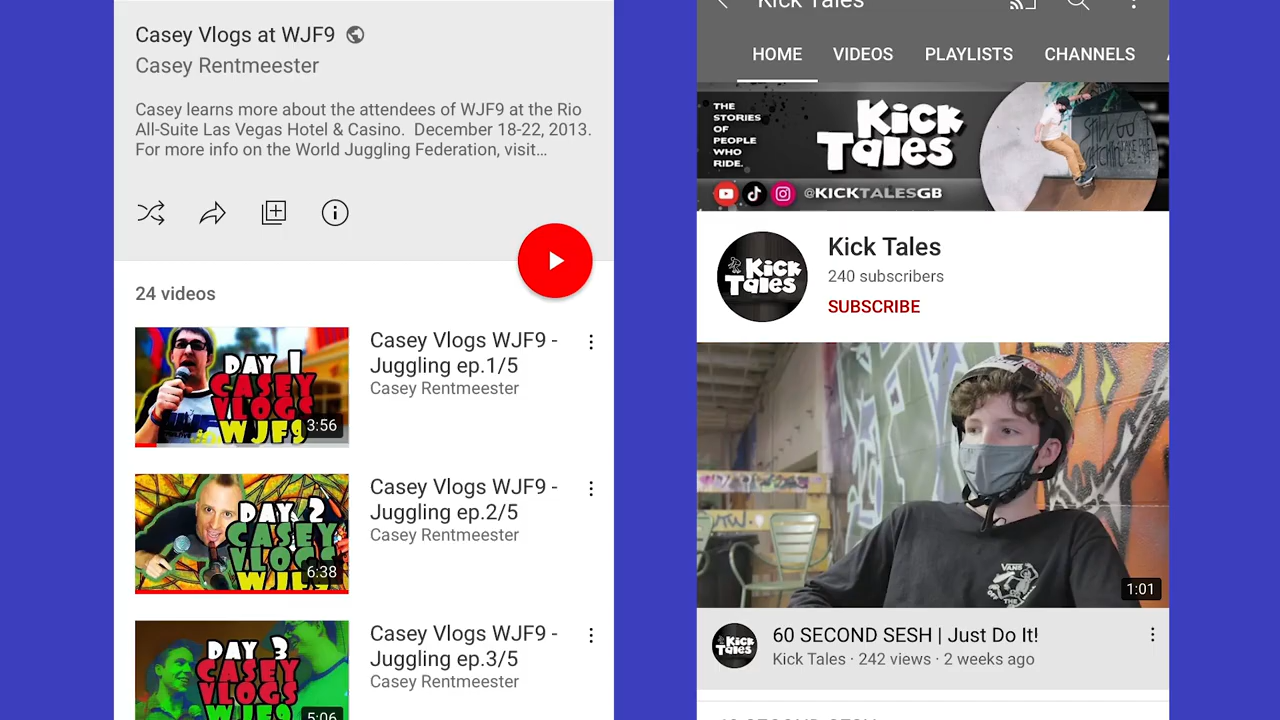 Casey Vlogs at WJF9
Casey Rentmeester
Casey learns more about the attendees of WJF9 at the Rio
All-Suite Las Vegas Hotel & Casino.  December 18-22, 2013.
For more info on the World Juggling Federation, visit…
24 videos
DAY 1
CASEY
VLOGS
WJF9
3:56
Casey Vlogs WJF9 -
Juggling ep.1/5
Casey Rentmeester
DAY 2
CASEY
VLOGS
WJF9
6:38
Casey Vlogs WJF9 -
Juggling ep.2/5
Casey Rentmeester
DAY 3
CASEY
VLOGS
5:06
Casey Vlogs WJF9 -
Juggling ep.3/5
Casey Rentmeester
Kick Tales
HOME VIDEOS PLAYLISTS CHANNELS
THE
STORIES
OF
PEOPLE
WHO
RIDE.
Kick
Tales
@KICKTALESGB
Kick
Tales
Kick Tales
240 subscribers
SUBSCRIBE
VANS
1:01
Kick
Tales
60 SECOND SESH | Just Do It!
Kick Tales · 242 views · 2 weeks ago